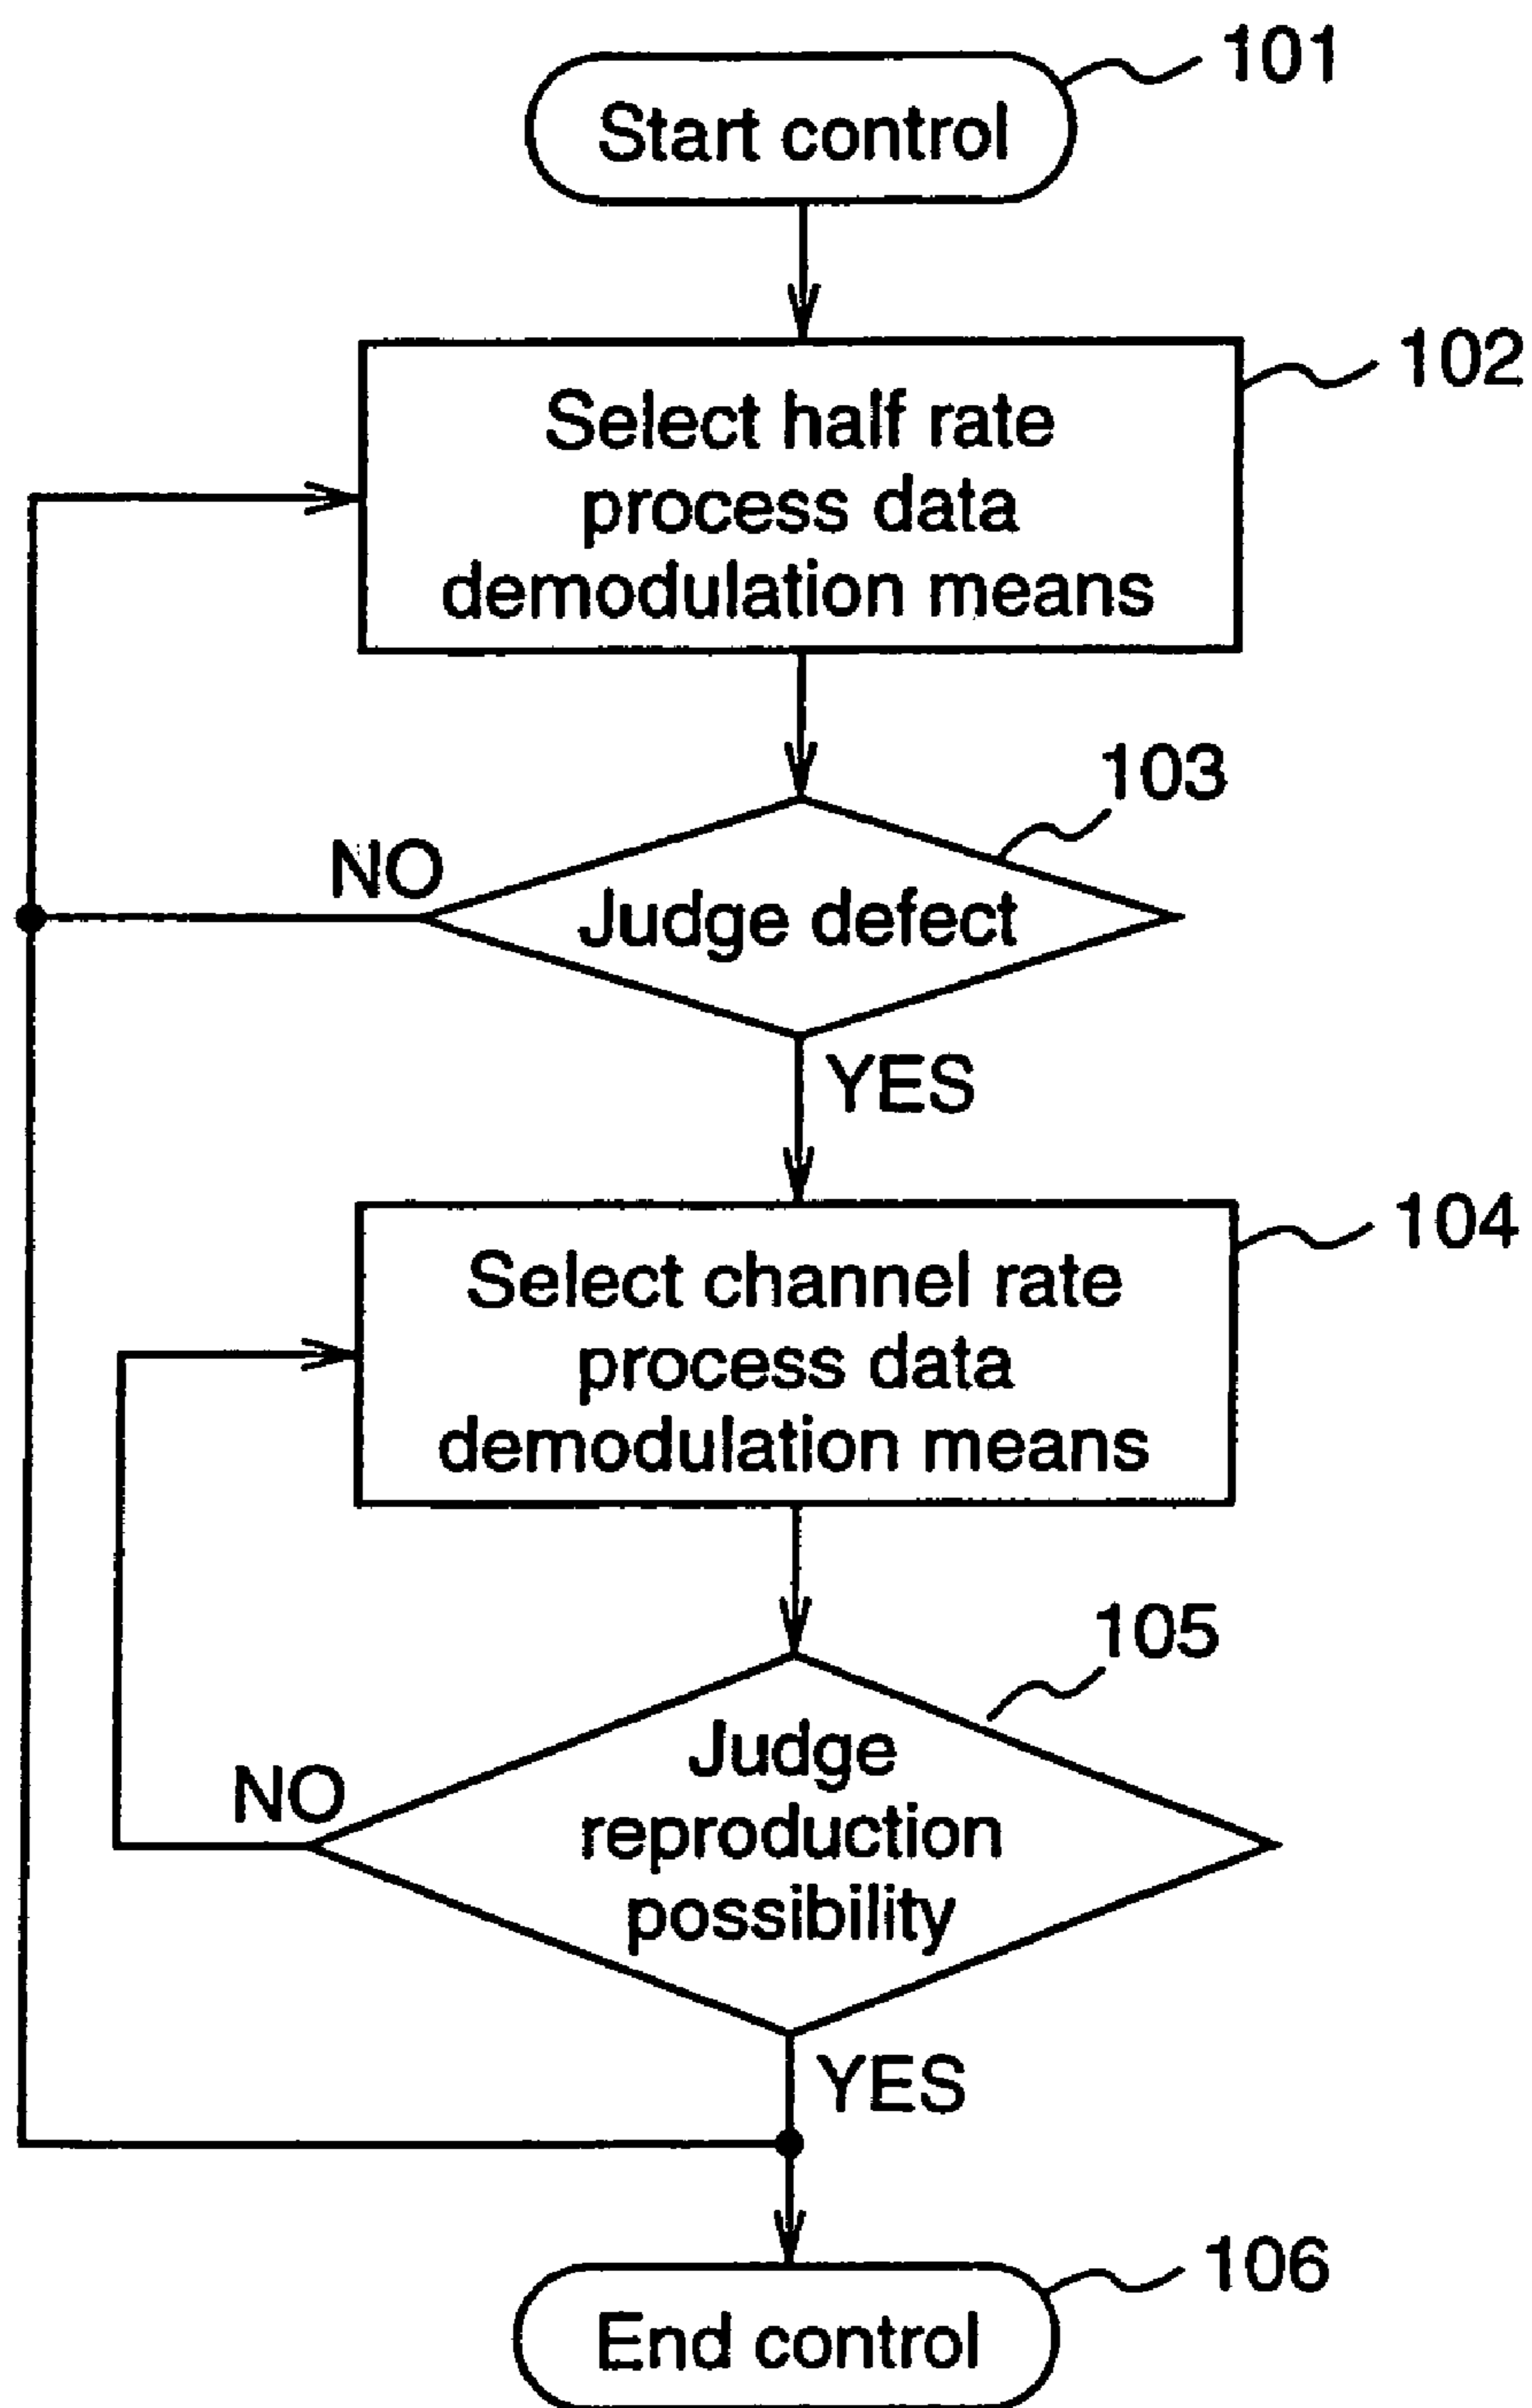 101
Start control
102
Select half rate
process data
demodulation means
103
NO
Judge defect
YES
104
Select channel rate
process data
demodulation means
105
NO
Judge
reproduction
possibility
YES
106
End control